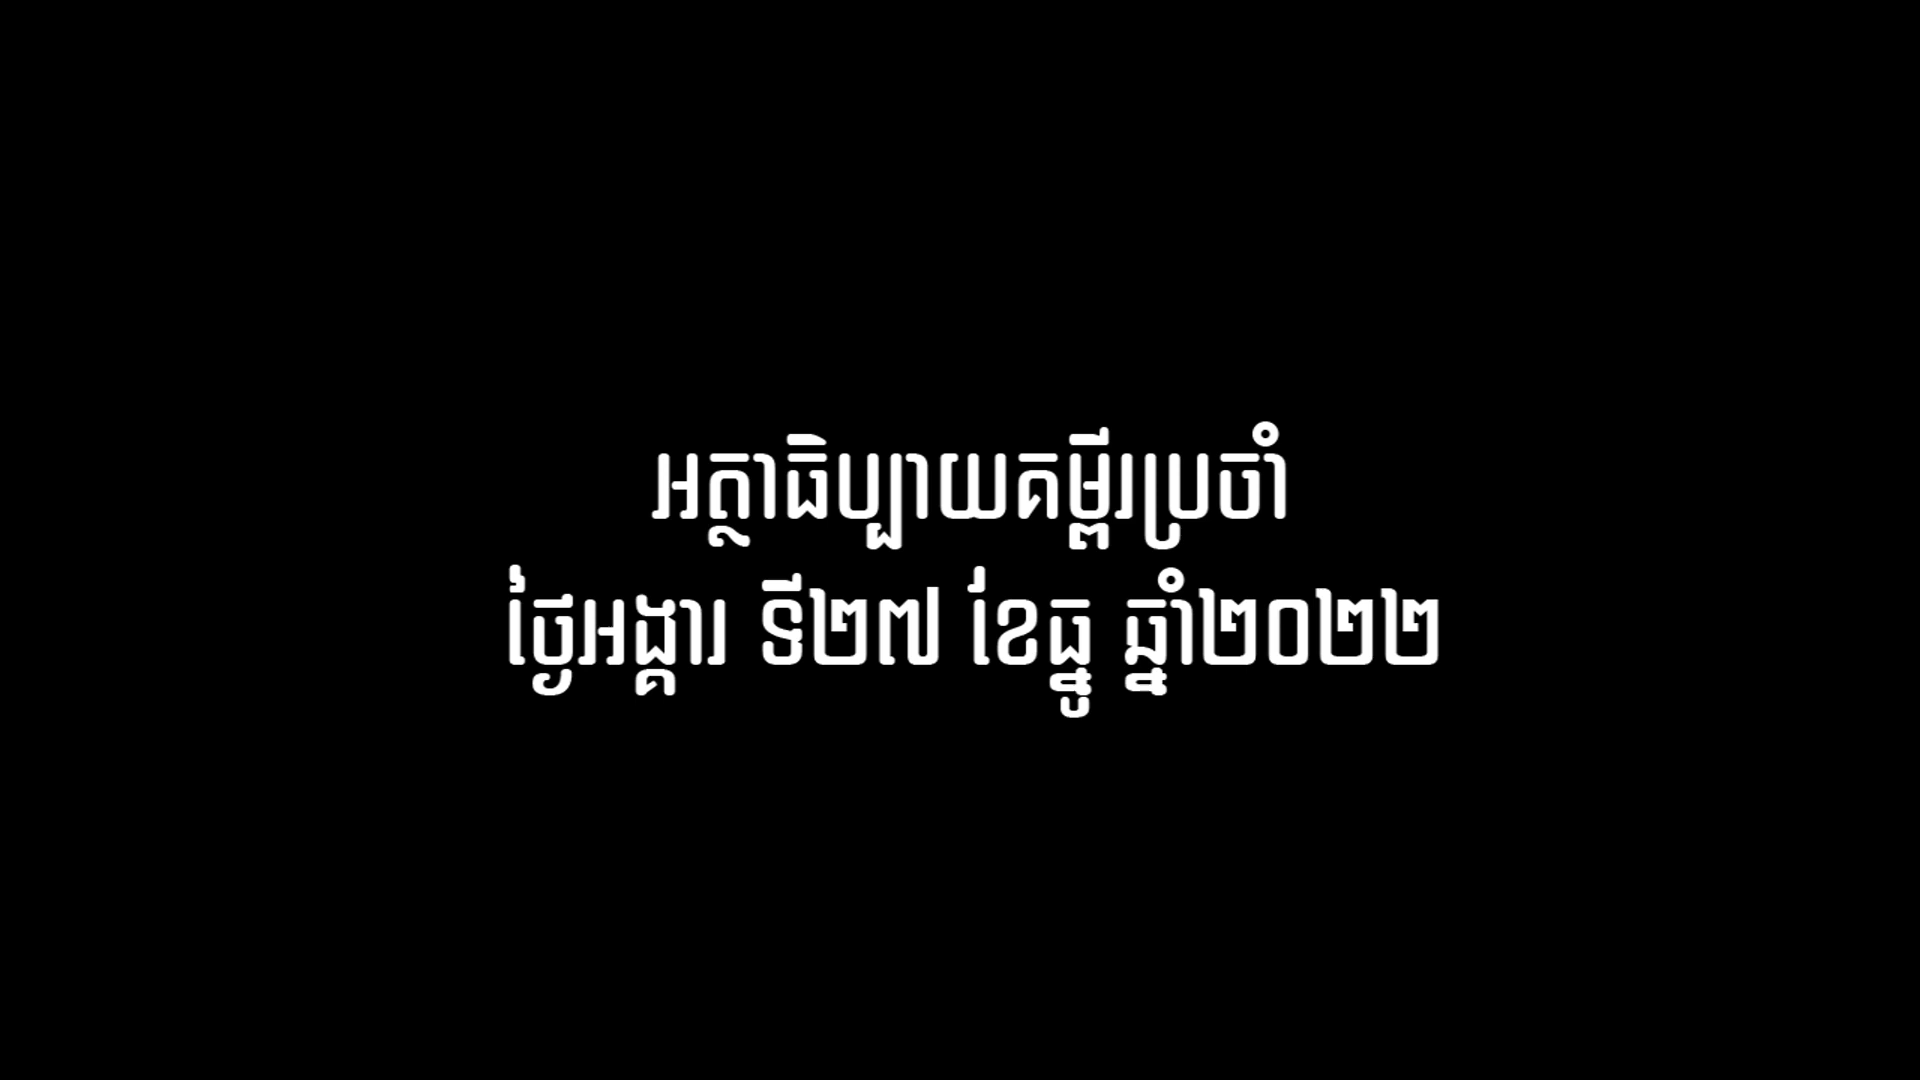 អត្ថាធិប្បាយគម្ពីរប្រចាំ
ថ្ងៃអង្គារ ទី២៧ ខែធ្នូ ឆ្នាំ២០២២